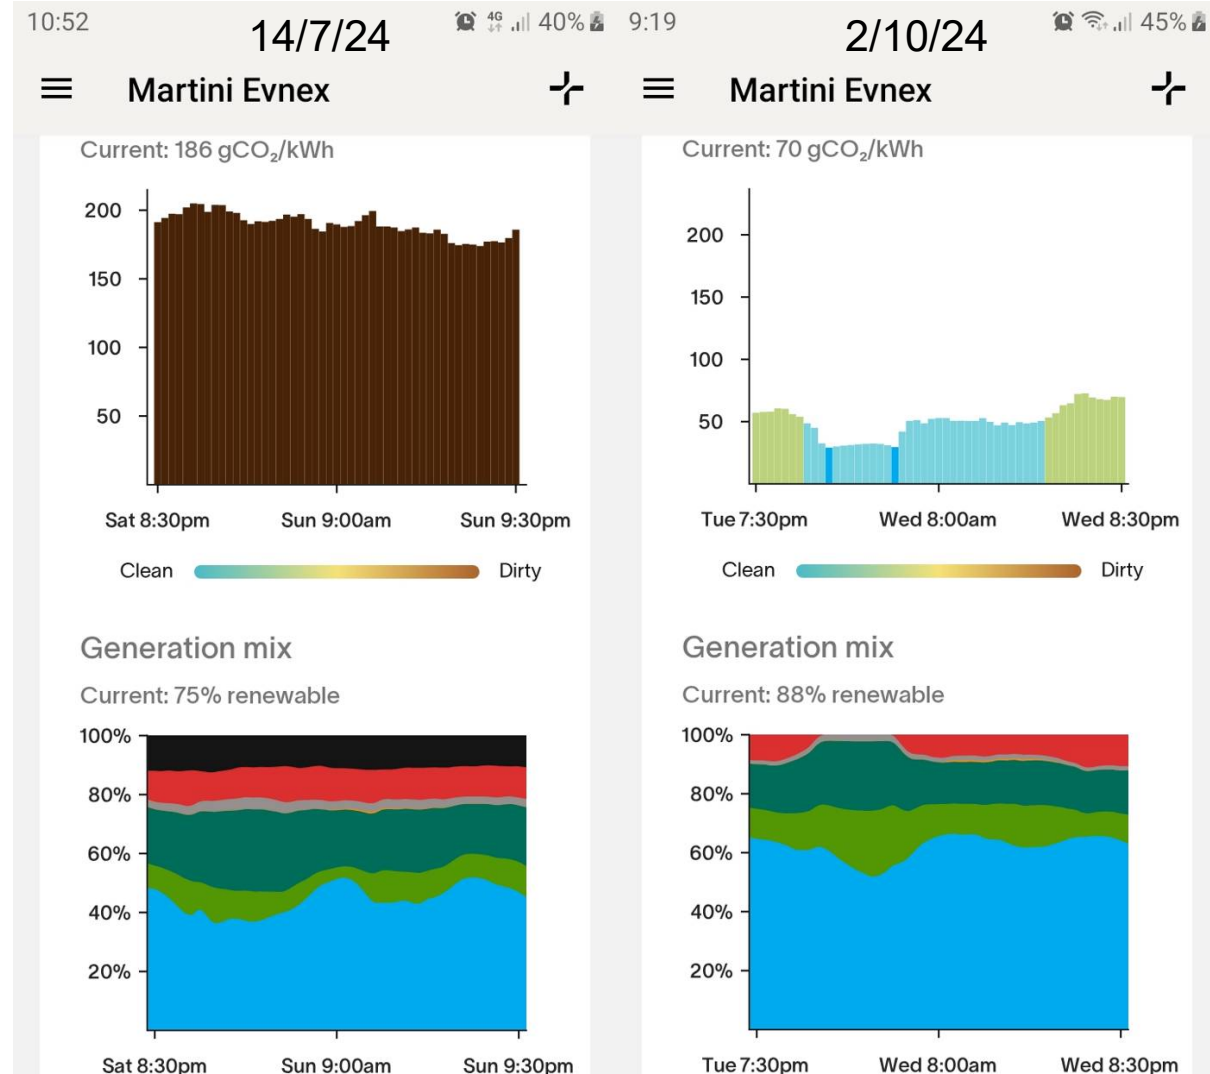 10:52
14/7/24
4G
40%
Martini Evnex
Current: 186 gCO₂/kWh
200
150
100
50
Sat 8:30pm
Sun 9:00am
Sun 9:30pm
Clean
Dirty
Generation mix
Current: 75% renewable
100%
80%
60%
40%
20%
Sat 8:30pm
Sun 9:00am
Sun 9:30pm
9:19
2/10/24
45%
Martini Evnex
Current: 70 gCO₂/kWh
200
150
100
50
Tue 7:30pm
Wed 8:00am
Wed 8:30pm
Clean
Dirty
Generation mix
Current: 88% renewable
100%
80%
60%
40%
20%
Tue 7:30pm
Wed 8:00am
Wed 8:30pm